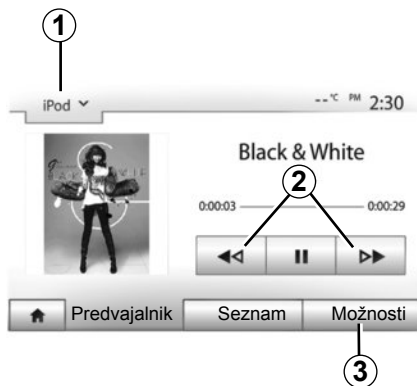 1
iPod
--°C PM 2:30
Black & White
2
0:00:03 0:00:29
Predvajalnik Seznam Možnosti
3